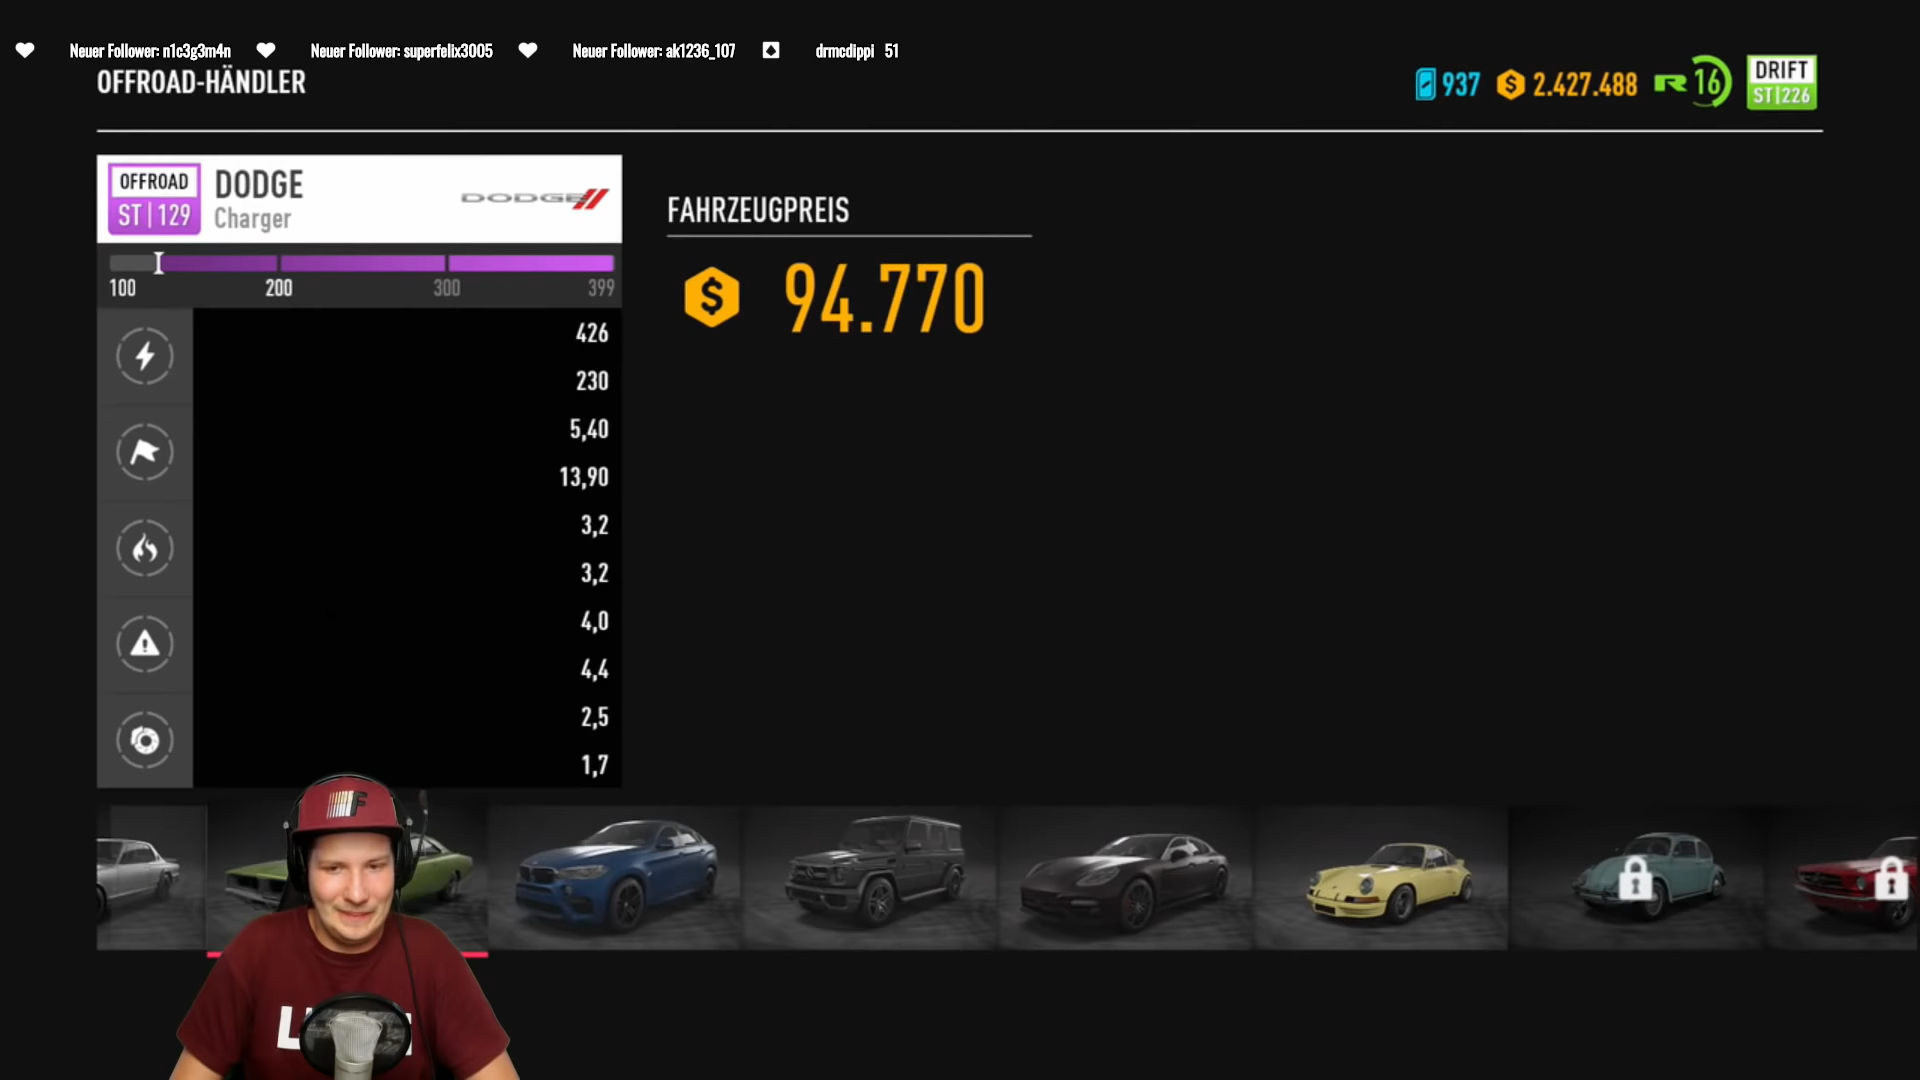 Neuer Follower: n1c3g3m4n
Neuer Follower: superfelix3005
Neuer Follower: ak1236_107
drmcdippi 51
OFFROAD-HÄNDLER
937
2.427.488
R 16
DRIFT
ST|226
OFFROAD
ST|129
DODGE
Charger
DODGE
100
200
300
399
426
230
5,40
13,90
3,2
3,2
4,0
4,4
2,5
1,7
FAHRZEUGPREIS
94.770
F